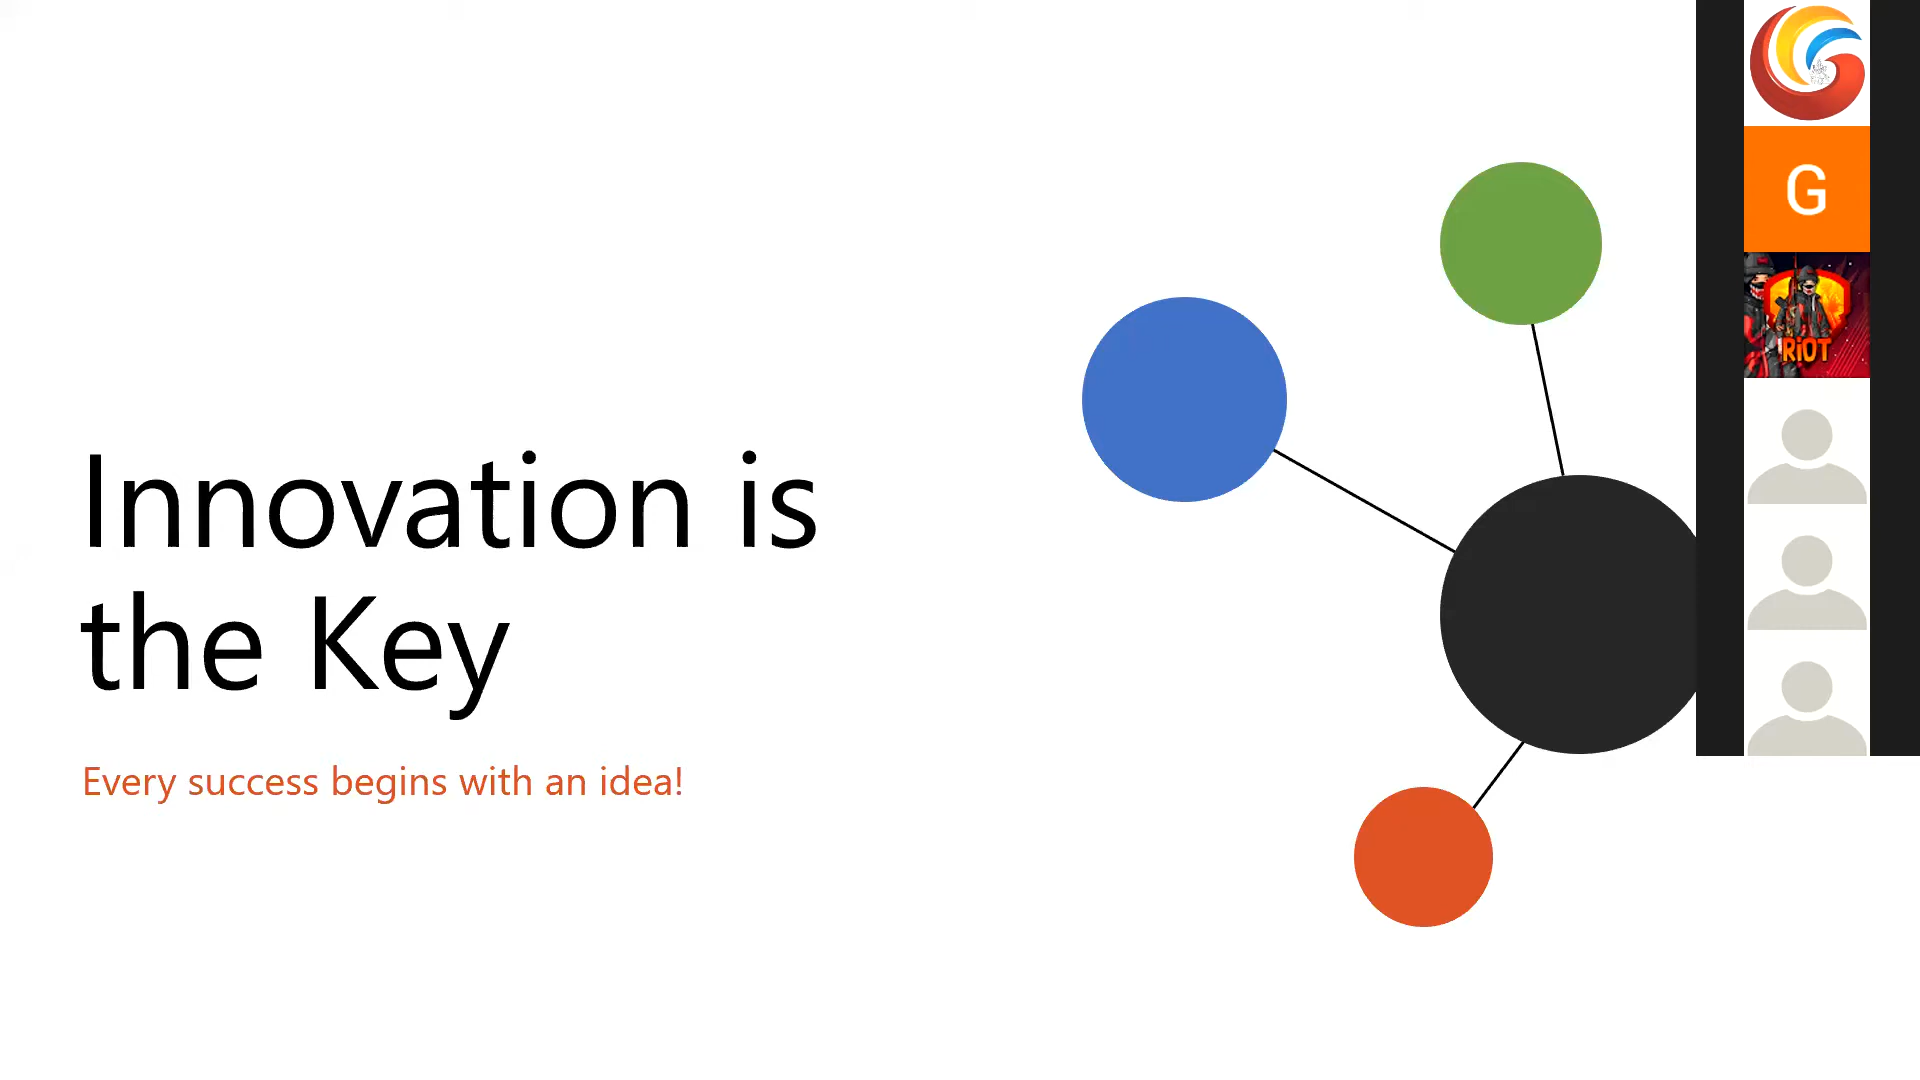 Innovation is
the Key
Every success begins with an idea!
G
RiOT